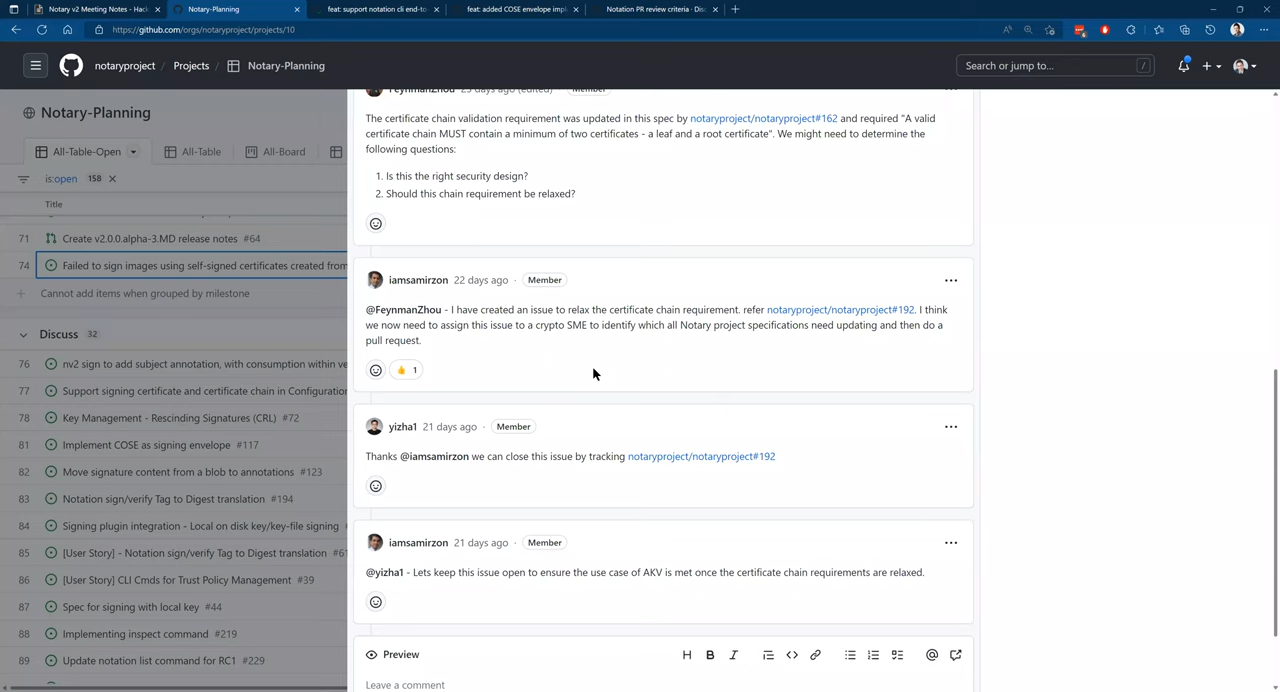 Notary v2 Meeting Notes - Hac
Notary-Planning
feat: support notation cli end-to-
feat: added COSE envelope impl
Notation PR review criteria · Dis
https://github.com/orgs/notaryproject/projects/10
notaryproject / Projects / Notary-Planning
Search or jump to... /
Notary-Planning
All-Table-Open
All-Table
All-Board
is:open 158
Title
71 Create v2.0.0.alpha-3.MD release notes #64
74 Failed to sign images using self-signed certificates created from
Cannot add items when grouped by milestone
Discuss 32
76 nv2 sign to add subject annotation, with consumption within ve
77 Support signing certificate and certificate chain in Configuration
78 Key Management - Rescinding Signatures (CRL) #72
81 Implement COSE as signing envelope #117
82 Move signature content from a blob to annotations #123
83 Notation sign/verify Tag to Digest translation #194
84 Signing plugin integration - Local on disk key/key-file signing #
85 [User Story] - Notation sign/verify Tag to Digest translation #61
86 [User Story] CLI Cmds for Trust Policy Management #39
87 Spec for signing with local key #44
88 Implementing inspect command #219
89 Update notation list command for RC1 #229
FeynmanZhou 23 days ago (edited) Member
The certificate chain validation requirement was updated in this spec by notaryproject/notaryproject#162 and required "A valid
certificate chain MUST contain a minimum of two certificates - a leaf and a root certificate". We might need to determine the
following questions:
1. Is this the right security design?
2. Should this chain requirement be relaxed?
iamsamirzon 22 days ago · Member
@FeynmanZhou - I have created an issue to relax the certificate chain requirement. refer notaryproject/notaryproject#192. I think
we now need to assign this issue to a crypto SME to identify which all Notary project specifications need updating and then do a
pull request.
👍 1
yizha1 21 days ago · Member
Thanks @iamsamirzon we can close this issue by tracking notaryproject/notaryproject#192
iamsamirzon 21 days ago · Member
@yizha1 - Lets keep this issue open to ensure the use case of AKV is met once the certificate chain requirements are relaxed.
Preview
H B I
Leave a comment